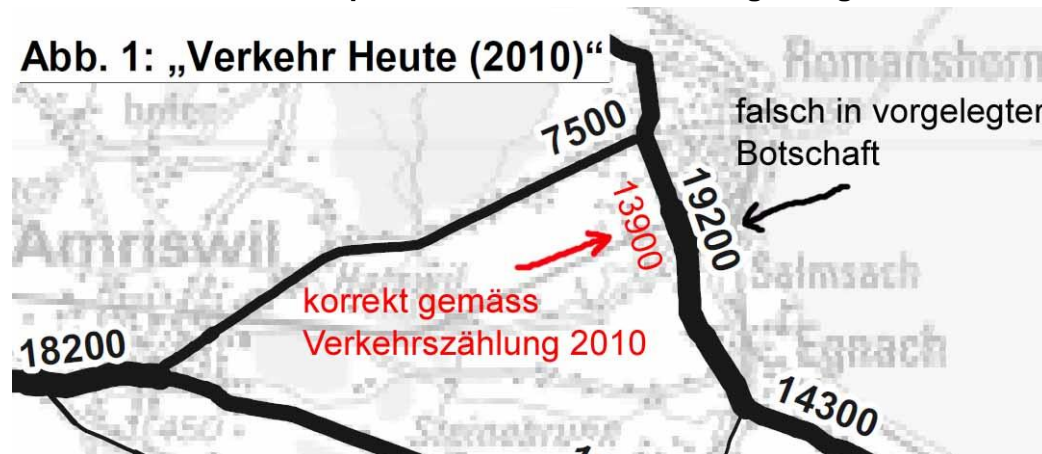 Abb. 1: „Verkehr Heute (2010)“
Romanshorn
falsch in vorgelegter
Botschaft
7500
19200
13900
Amriswil
Salmsach
korrekt gemäss
Verkehrszählung 2010
18200
Egnach
14300